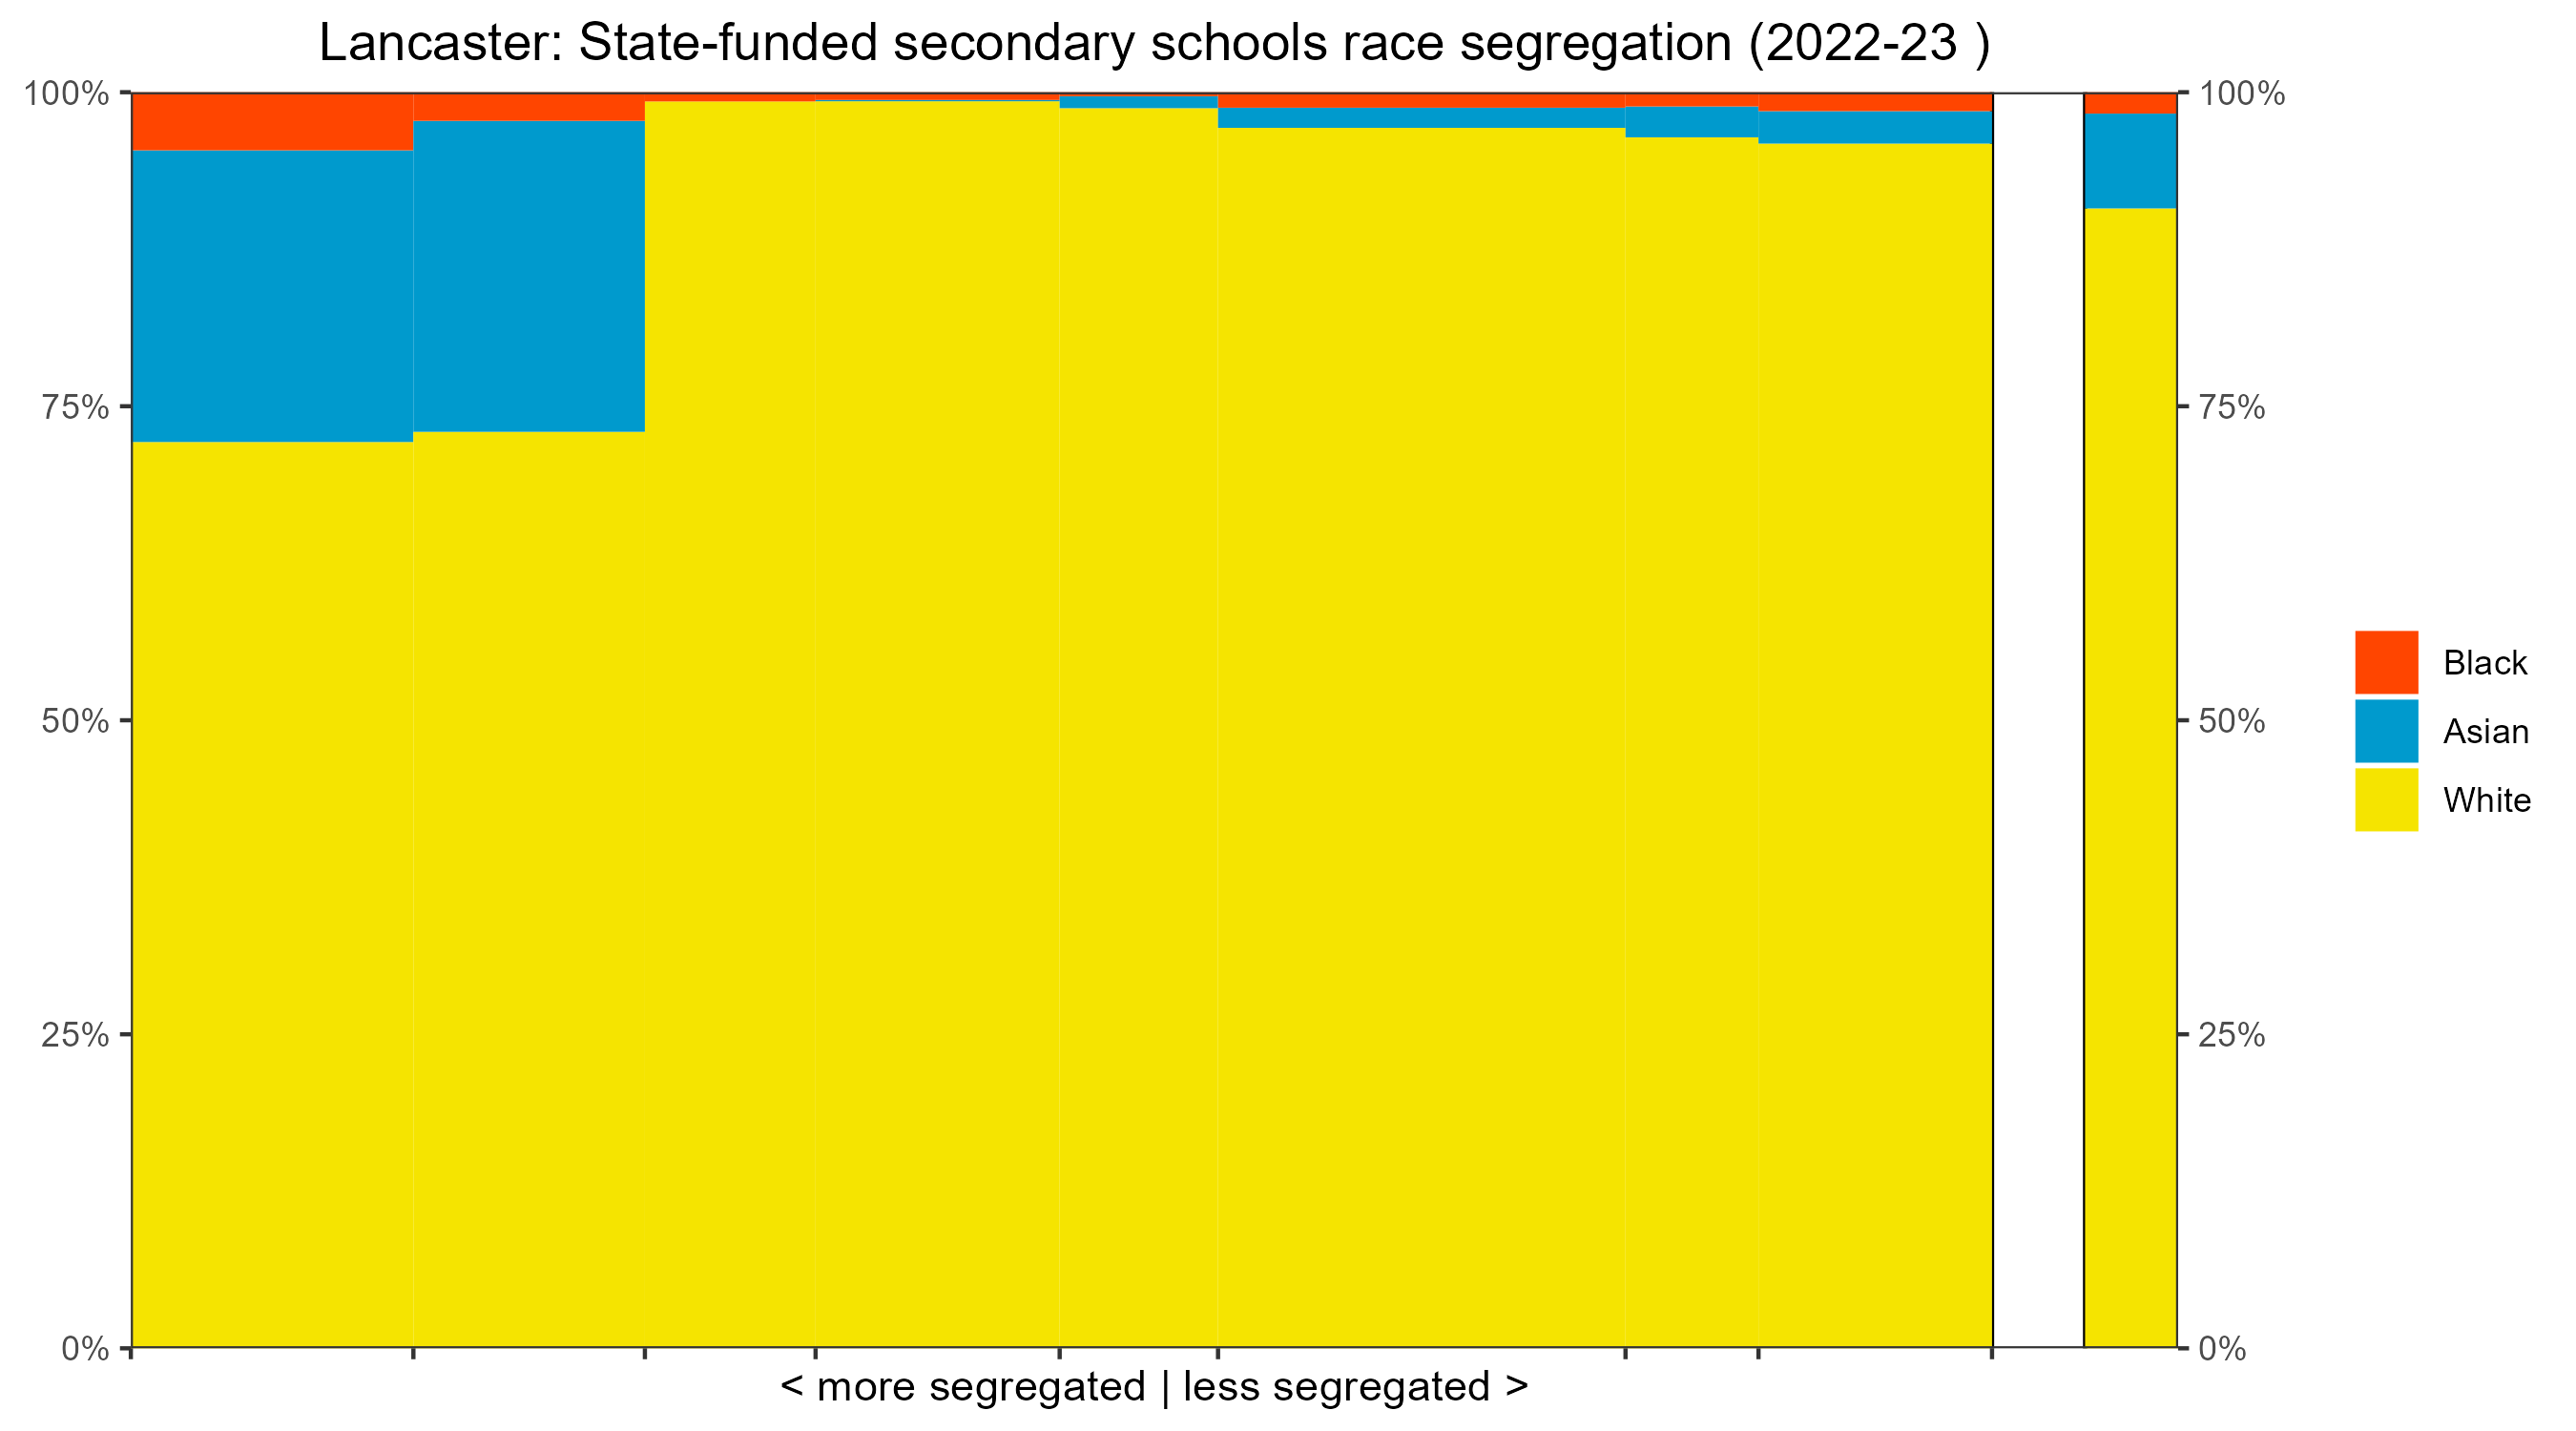 Lancaster: State-funded secondary schools race segregation (2022-23 )
100%
75%
50%
25%
0%
100%
75%
50%
25%
0%
< more segregated | less segregated >
Black
Asian
White